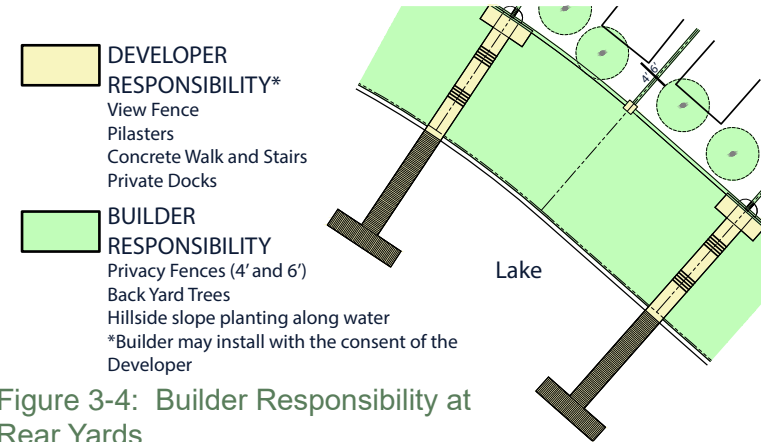 DEVELOPER
RESPONSIBILITY*
View Fence
Pilasters
Concrete Walk and Stairs
Private Docks
BUILDER
RESPONSIBILITY
Privacy Fences (4’ and 6’)
Back Yard Trees
Hillside slope planting along water
*Builder may install with the consent of the
Developer
4’ 6’
Lake
Figure 3-4: Builder Responsibility at
Rear Yards